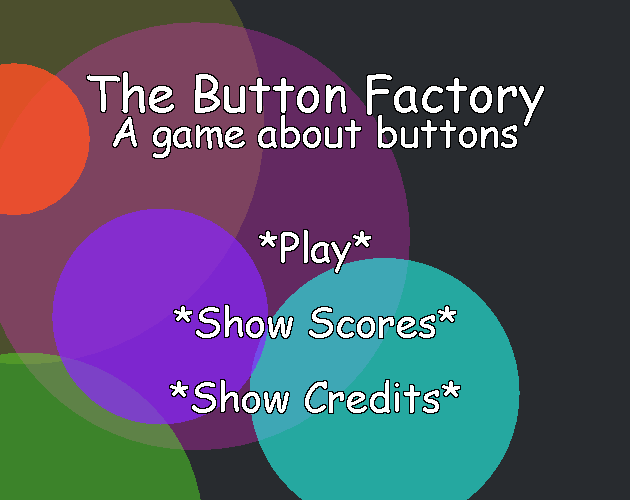 The Button Factory
A game about buttons
*Play*
*Show Scores*
*Show Credits*